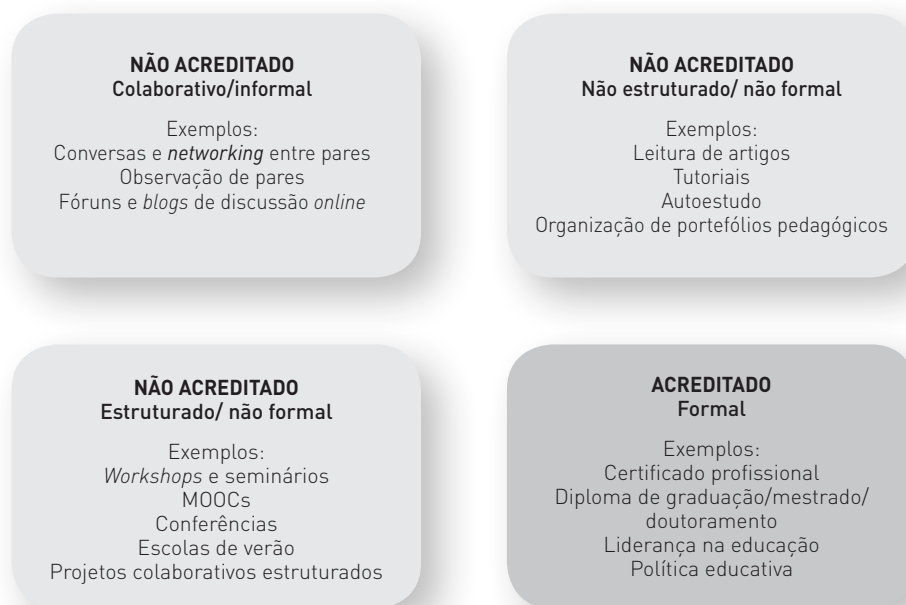 NÃO ACREDITADO
Colaborativo/informal
Exemplos:
Conversas e networking entre pares
Observação de pares
Fóruns e blogs de discussão online
NÃO ACREDITADO
Não estruturado/ não formal
Exemplos:
Leitura de artigos
Tutoriais
Autoestudo
Organização de portefólios pedagógicos
NÃO ACREDITADO
Estruturado/ não formal
Exemplos:
Workshops e seminários
MOOCs
Conferências
Escolas de verão
Projetos colaborativos estruturados
ACREDITADO
Formal
Exemplos:
Certificado profissional
Diploma de graduação/mestrado/
doutoramento
Liderança na educação
Política educativa